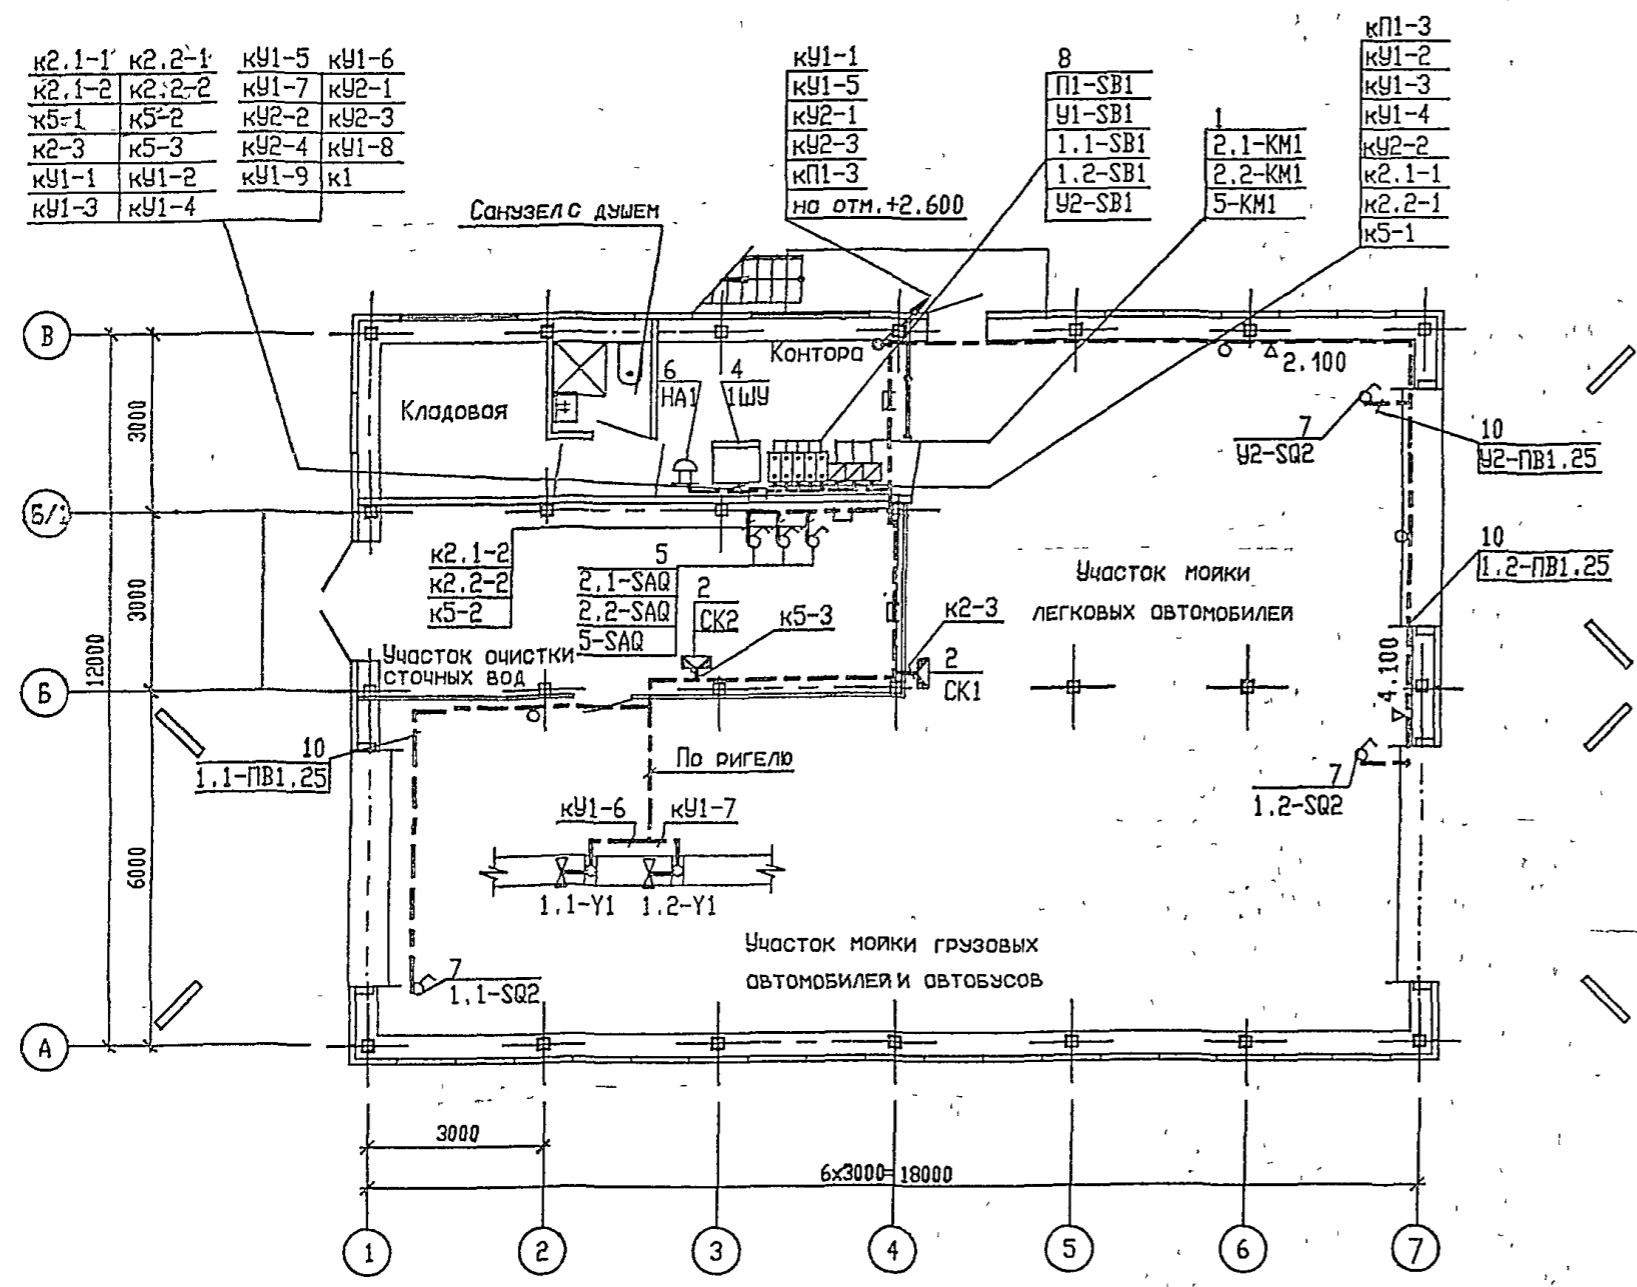 к2.1-1 к2.2-1
к2.1-2 к2.2-2
к5-1 к5-2
к2-3 к5-3
кУ1-1 кУ1-2
кУ1-3 кУ1-4
кУ1-5 кУ1-6
кУ1-7 кУ2-1
кУ2-2 кУ2-3
кУ2-4 кУ1-8
кУ1-9 к1
Санузел с душем
кУ1-1
кУ1-5
кУ2-1
кУ2-3
кП1-3
на отм.+2.600
8
П1-SB1
У1-SB1
1.1-SB1
1.2-SB1
У2-SB1
1
2.1-КМ1
2.2-КМ1
5-КМ1
кП1-3
кУ1-2
кУ1-3
кУ1-4
кУ2-2
к2.1-1
к2.2-1
к5-1
В
Б/1
Б
А
3000
3000
12000
6000
Кладовая
6
НА1
4
1ШУ
Контора
2.100
7
У2-SQ2
10
У2-ПВ1.25
10
1.2-ПВ1.25
к2.1-2
к2.2-2
к5-2
5
2.1-SAQ
2.2-SAQ
5-SAQ
2
СК2
к5-3
к2-3
2
СК1
Участок мойки
легковых автомобилей
4.100
Участок очистки
сточных вод
10
1.1-ПВ1.25
По ригелю
7
1.2-SQ2
кУ1-6 кУ1-7
1.1-Y1 1.2-Y1
Участок мойки грузовых
автомобилей и автобусов
7
1.1-SQ2
3000
6х3000=18000
1 2 3 4 5 6 7